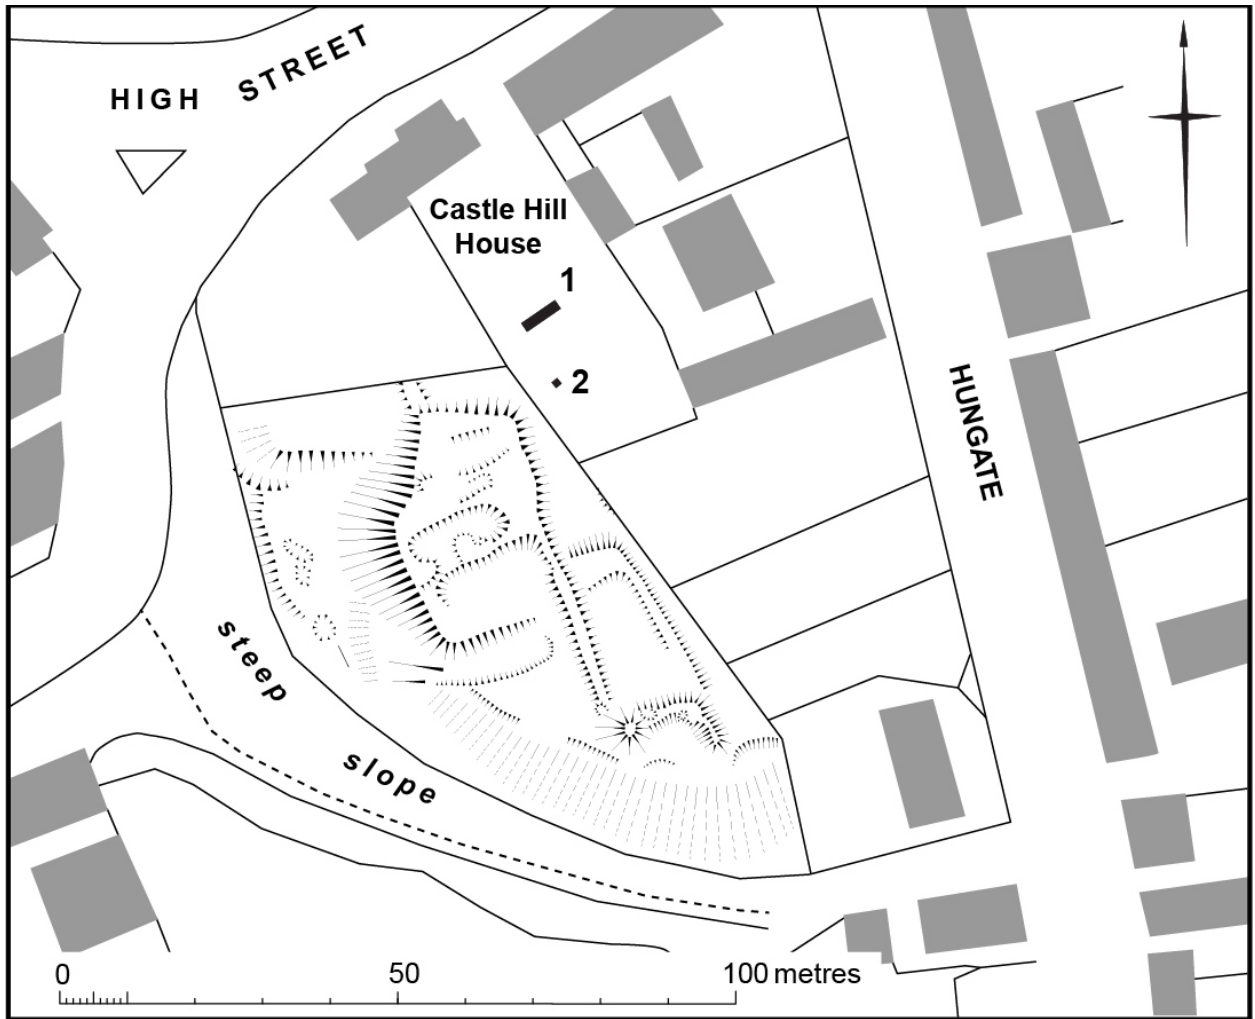 HIGH STREET
Castle Hill
House
1
2
HUNGATE
steep
slope
0 50 100 metres